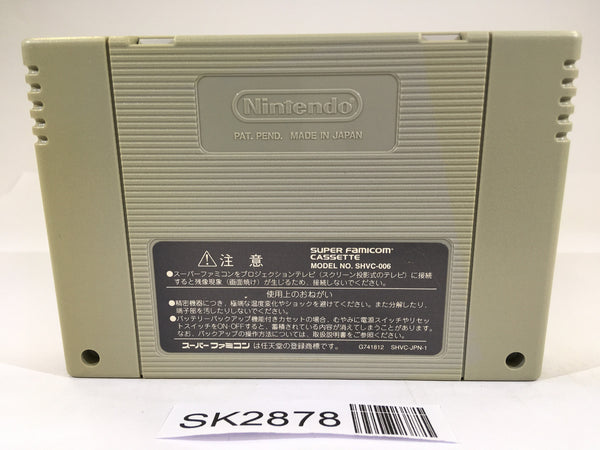 Nintendo
PAT. PEND. MADE IN JAPAN
⚠注 意
SUPER FAMICOM
CASSETTE
MODEL NO. SHVC-006
●スーパーファミコンをプロジェクションテレビ(スクリーン投影式のテレビ)に接続
すると残像現象(画面焼け)が生じるため、接続しないでください。
使用上のおねがい
●精密機器につき、極端な温度変化やショックを避けてください。また分解したり、
端子部を汚したりしないでください。
●バッテリーバックアップ機能付きカセットの場合、むやみに電源スイッチやリセッ
トスイッチをON・OFFすると、蓄積されている内容が消えてしまうことがあります。
なお、バックアップの操作方法については、取扱説明書をご参照ください。
スーパーファミコン は任天堂の登録商標です。
G741612 SHVC-JPN-1
SK2878